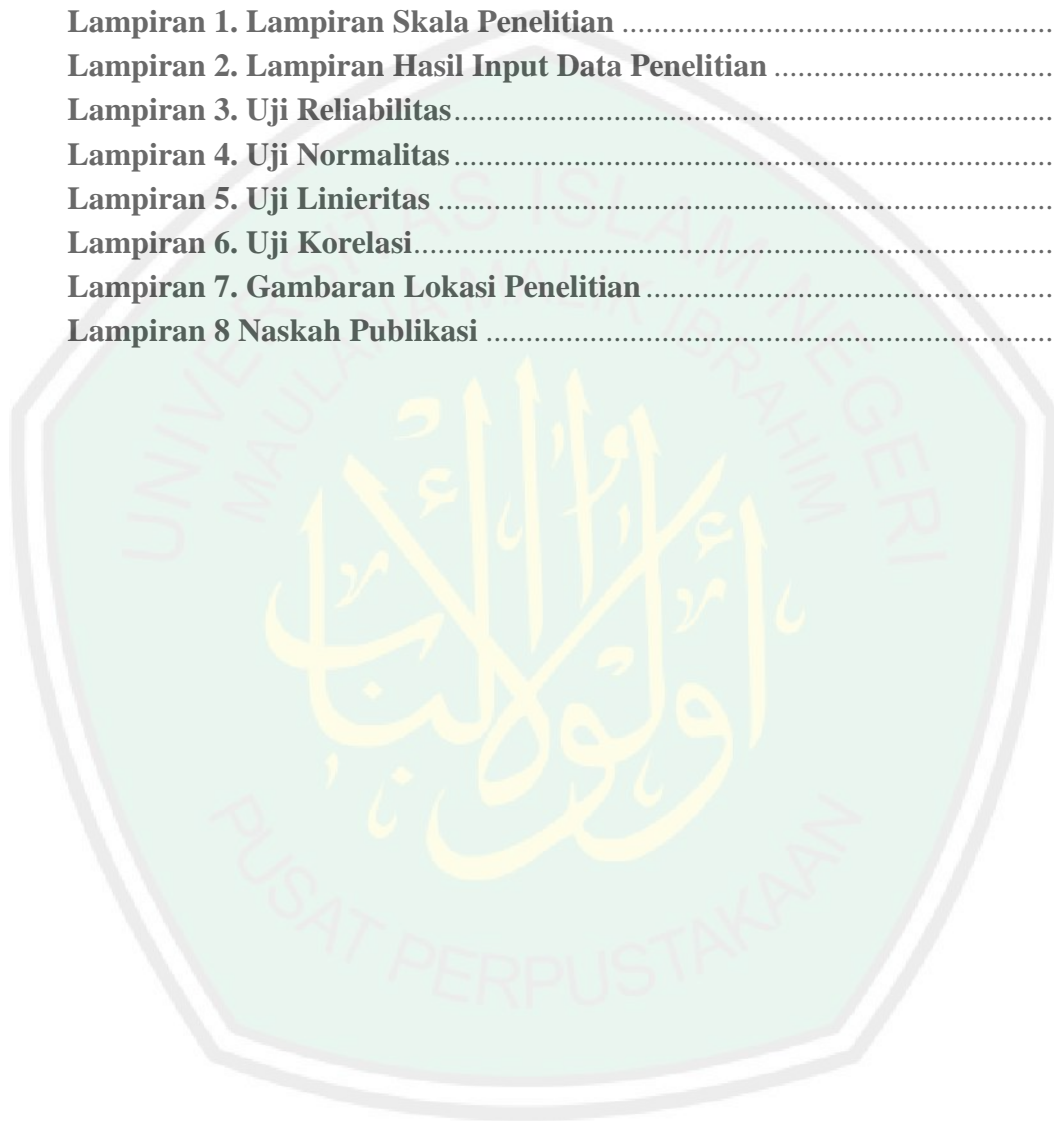 Lampiran 1. Lampiran Skala Penelitian ......................................................
Lampiran 2. Lampiran Hasil Input Data Penelitian ...................................
Lampiran 3. Uji Reliabilitas...........................................................................
Lampiran 4. Uji Normalitas...........................................................................
Lampiran 5. Uji Linieritas .............................................................................
Lampiran 6. Uji Korelasi................................................................................
Lampiran 7. Gambaran Lokasi Penelitian...................................................
Lampiran 8 Naskah Publikasi .......................................................................
UNIVERSITAS ISLAM NEGERI
MAULANA MALIK IBRAHIM
أولوا الألباب
PUSAT PERPUSTAKAAN